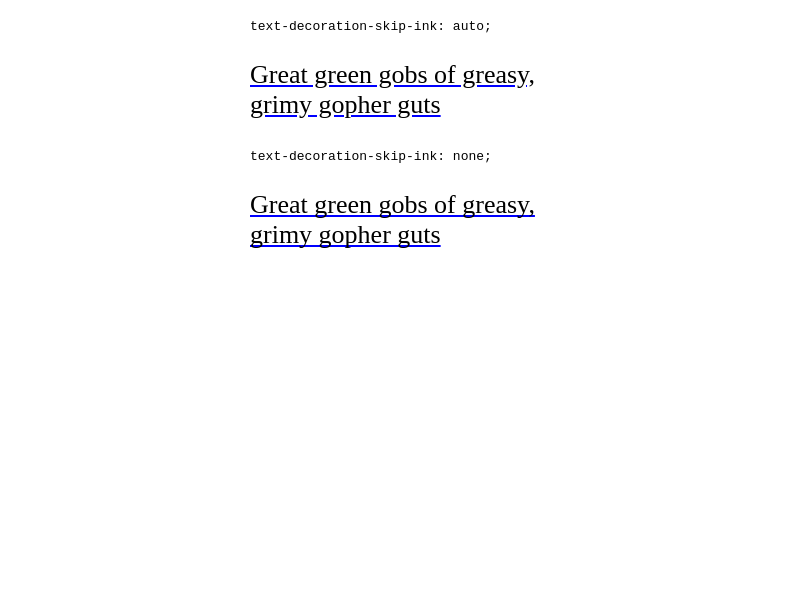 text-decoration-skip-ink: auto;
Great green gobs of greasy,
grimy gopher guts
text-decoration-skip-ink: none;
Great green gobs of greasy,
grimy gopher guts